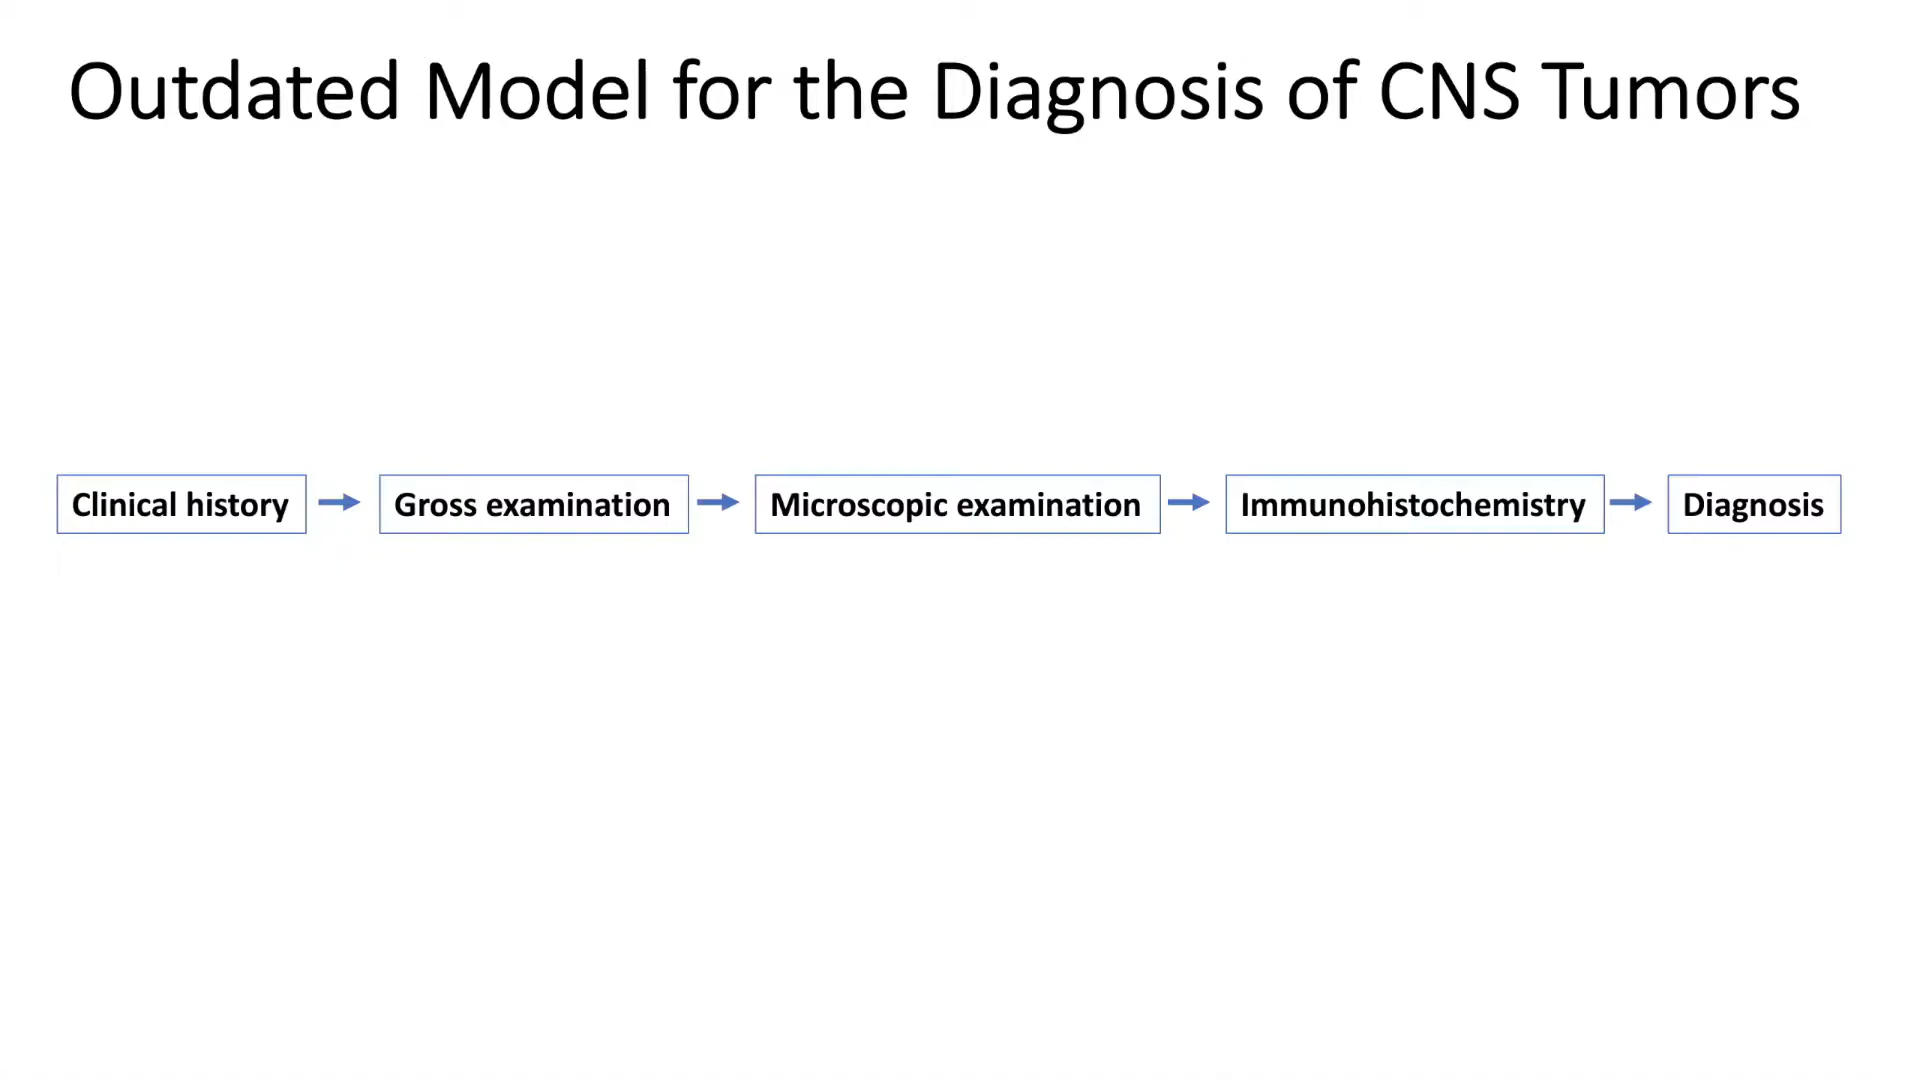 Outdated Model for the Diagnosis of CNS Tumors
Clinical history
Gross examination
Microscopic examination
Immunohistochemistry
Diagnosis